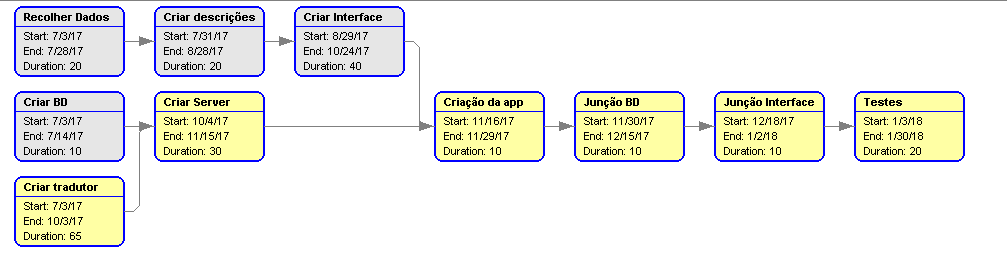 Recolher Dados
Start: 7/3/17
End: 7/28/17
Duration: 20
Criar descrições
Start: 7/31/17
End: 8/28/17
Duration: 20
Criar Interface
Start: 8/29/17
End: 10/24/17
Duration: 40
Criar BD
Start: 7/3/17
End: 7/14/17
Duration: 10
Criar Server
Start: 10/4/17
End: 11/15/17
Duration: 30
Criação da app
Start: 11/16/17
End: 11/29/17
Duration: 10
Junção BD
Start: 11/30/17
End: 12/15/17
Duration: 10
Junção Interface
Start: 12/18/17
End: 1/2/18
Duration: 10
Testes
Start: 1/3/18
End: 1/30/18
Duration: 20
Criar tradutor
Start: 7/3/17
End: 10/3/17
Duration: 65